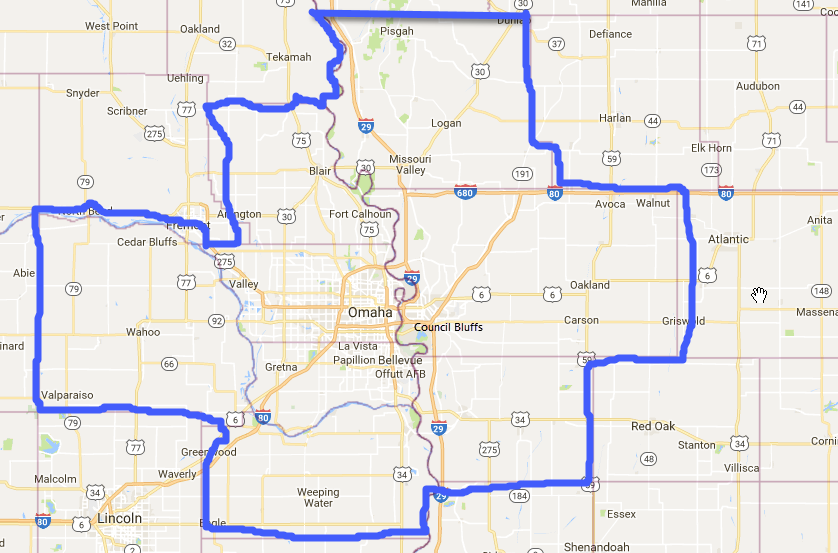 30
Manilla
141
West Point
Oakland
Pisgah
Dunlap
Defiance
37
71
32
Tekamah
30
Uehling
Audubon
Snyder
77
Scribner
44
Logan
29
Harlan
44
275
75
71
Elk Horn
59
Missouri
Valley
30
Blair
191
173
79
680
80
80
Avoca
Walnut
North Bend
Arlington
30
Fort Calhoun
Fremont
75
Anita
Cedar Bluffs
Atlantic
275
Abie
29
6
77
Valley
79
Oakland
6
6
148
Omaha
Massena
92
Carson
Griswold
Council Bluffs
Wahoo
La Vista
Papillion
Bellevue
59
66
Gretna
Offutt AFB
Valparaiso
80
6
34
79
29
Red Oak
77
275
34
Greenwood
Stanton
48
Villisca
Waverly
34
Malcolm
59
34
Weeping
Water
29
184
Essex
80
6
Lincoln
Eagle
2
Shenandoah